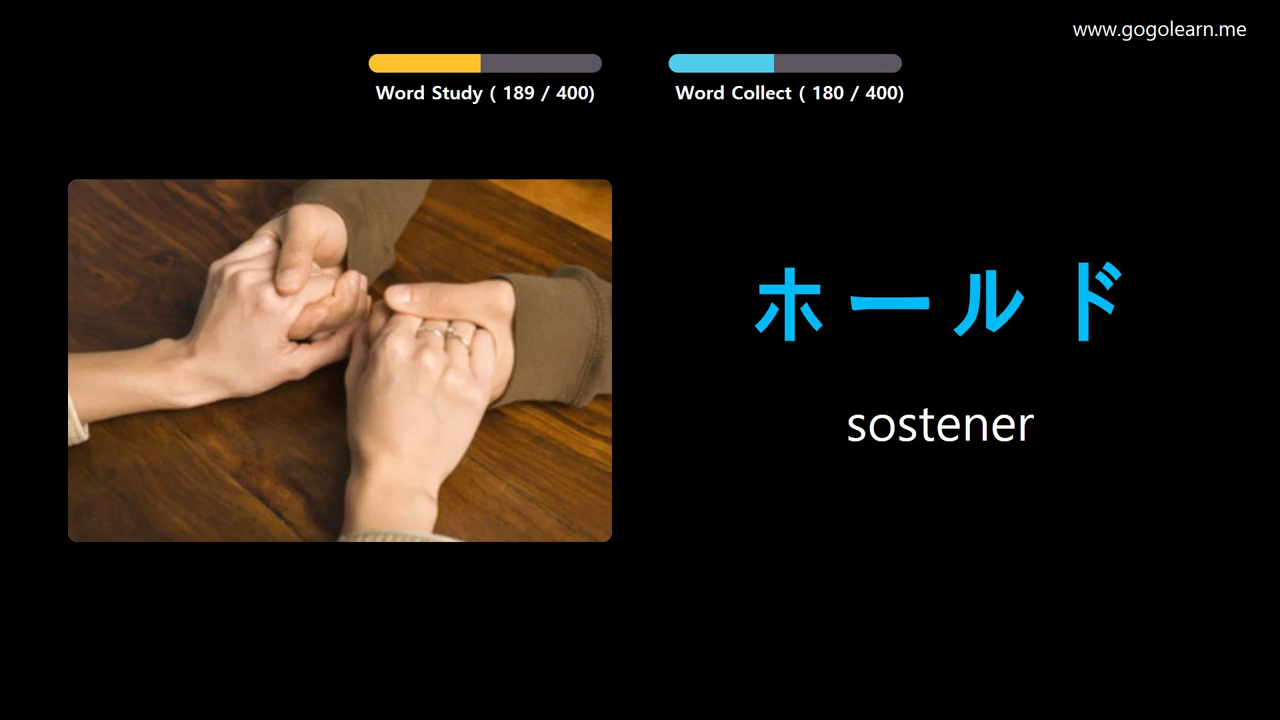 www.gogolearn.me
Word Study ( 189 / 400)
Word Collect ( 180 / 400)
ホールド
sostener